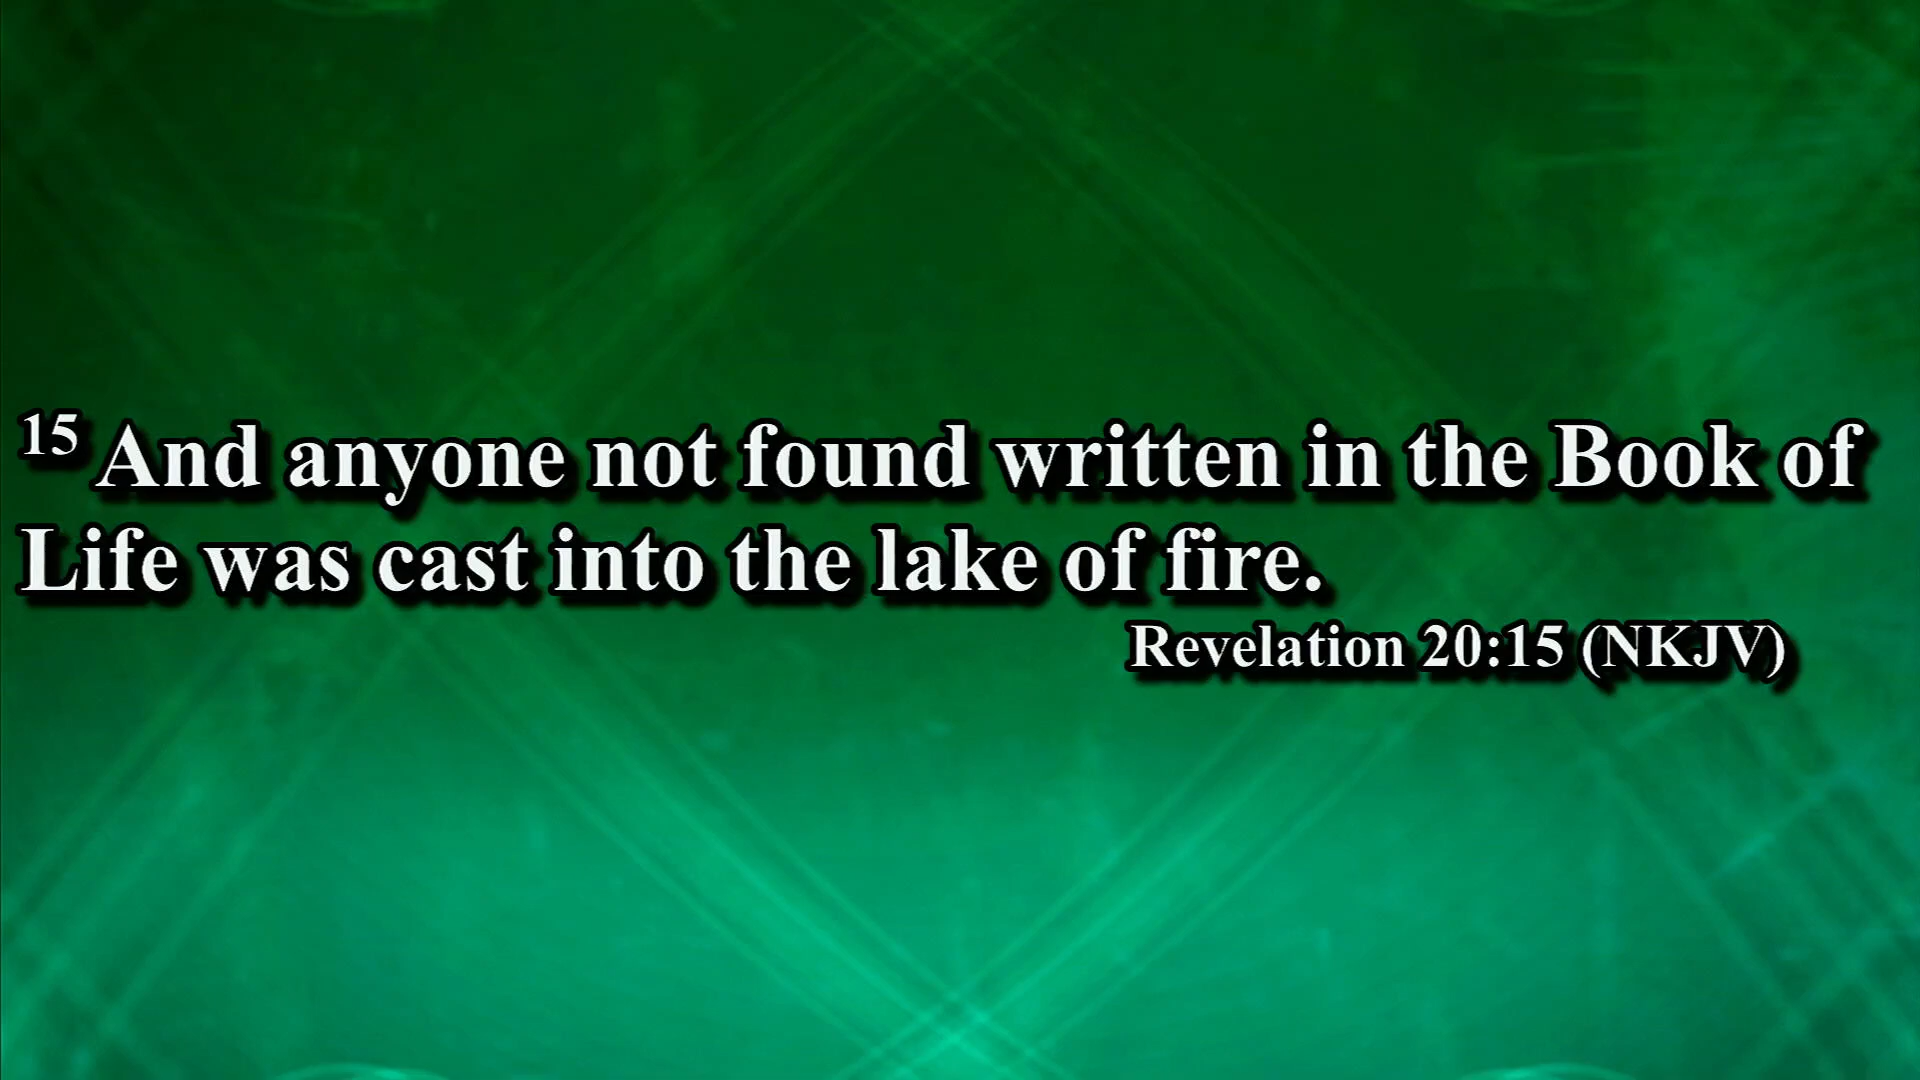 15 And anyone not found written in the Book of
Life was cast into the lake of fire.
Revelation 20:15 (NKJV)